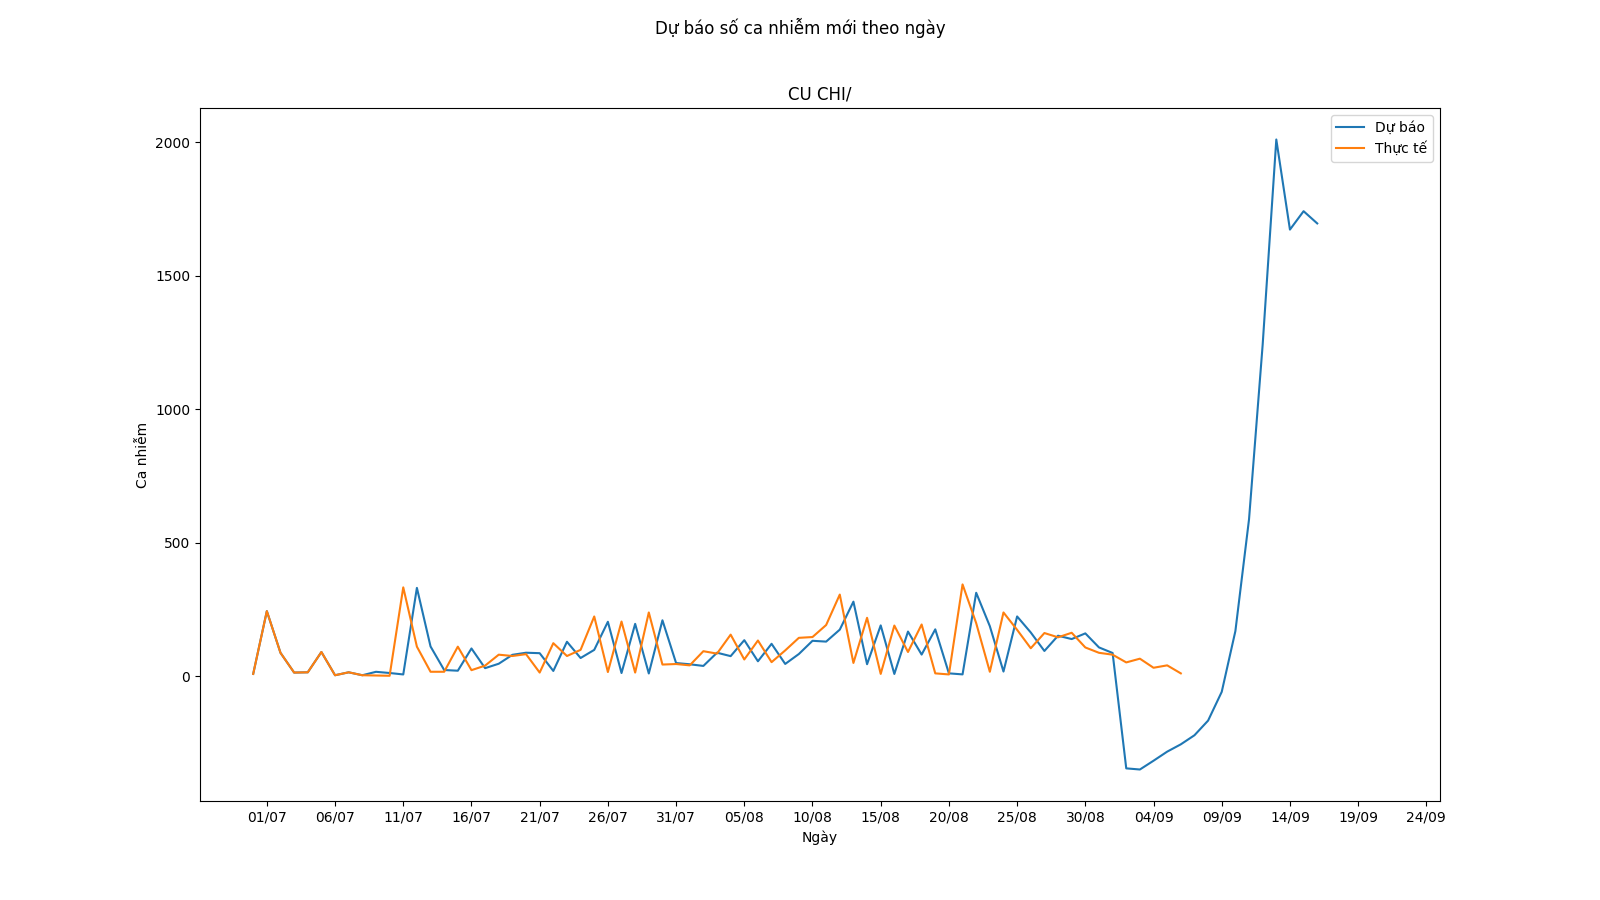 Dự báo số ca nhiễm mới theo ngày
CU CHI/
Dự báo
Thực tế
2000
1500
1000
500
0
Ca nhiễm
01/07 06/07 11/07 16/07 21/07 26/07 31/07 05/08 10/08 15/08 20/08 25/08 30/08 04/09 09/09 14/09 19/09 24/09
Ngày